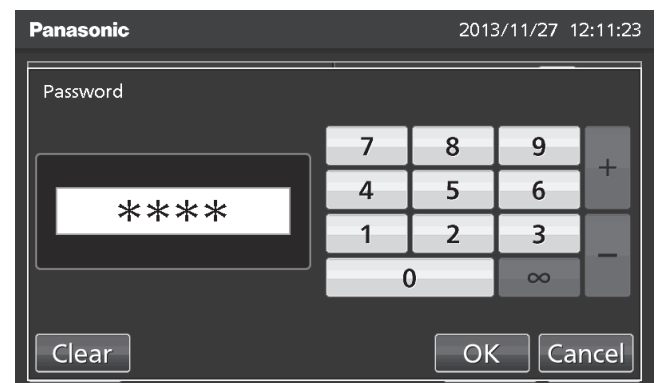 Panasonic 2013/11/27 12:11:23
Password
7 8 9 +
4 5 6
****
1 2 3 −
0 ∞
Clear OK Cancel